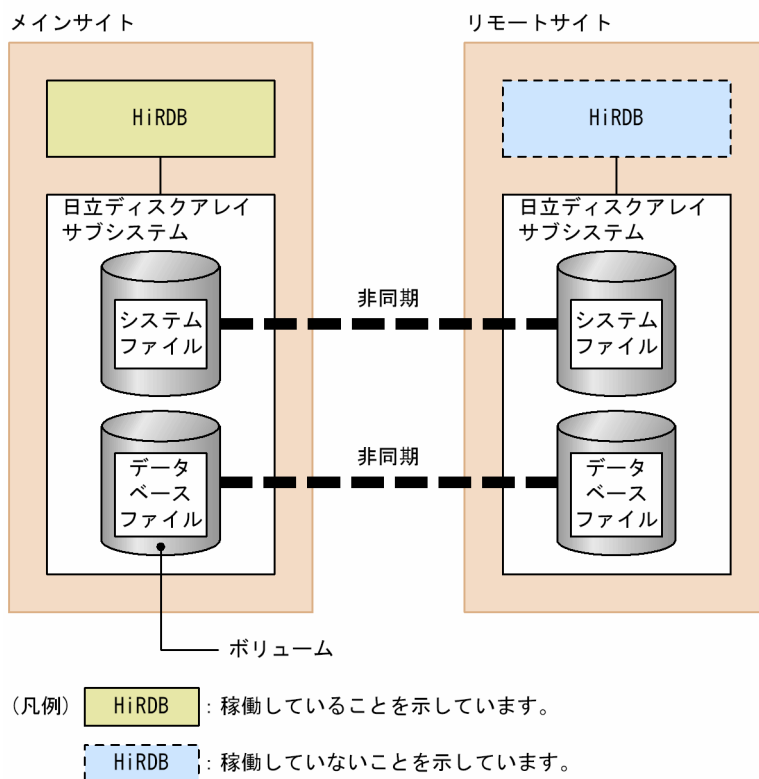 メインサイト
リモートサイト
HiRDB
HiRDB
日立ディスクアレイ
サブシステム
日立ディスクアレイ
サブシステム
システム
ファイル
非同期
システム
ファイル
データ
ベース
ファイル
非同期
データ
ベース
ファイル
ボリューム
(凡例) HiRDB :稼働していることを示しています。
HiRDB :稼働していないことを示しています。